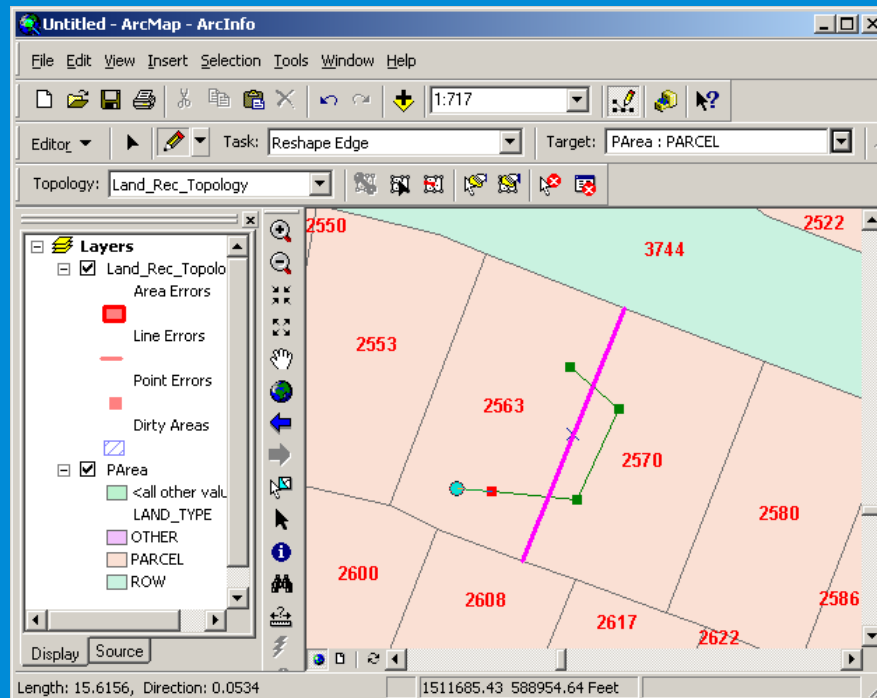 Untitled - ArcMap - ArcInfo
File Edit View Insert Selection Tools Window Help
1:717
Editor Task: Reshape Edge Target: PArea : PARCEL
Topology: Land_Rec_Topology
Layers
Land_Rec_Topolo
Area Errors
Line Errors
Point Errors
Dirty Areas
PArea
<all other valu
LAND_TYPE
OTHER
PARCEL
ROW
Display Source
2550
2522
3744
2553
2563
2570
2580
2600
2608
2586
2617
2622
Length: 15.6156, Direction: 0.0534
1511685.43 588954.64 Feet